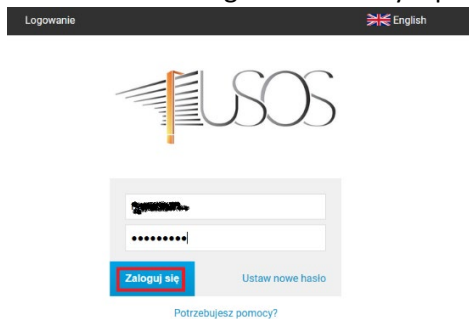 Logowanie
English
USOS
•••••••••
Zaloguj się
Ustaw nowe hasło
Potrzebujesz pomocy?